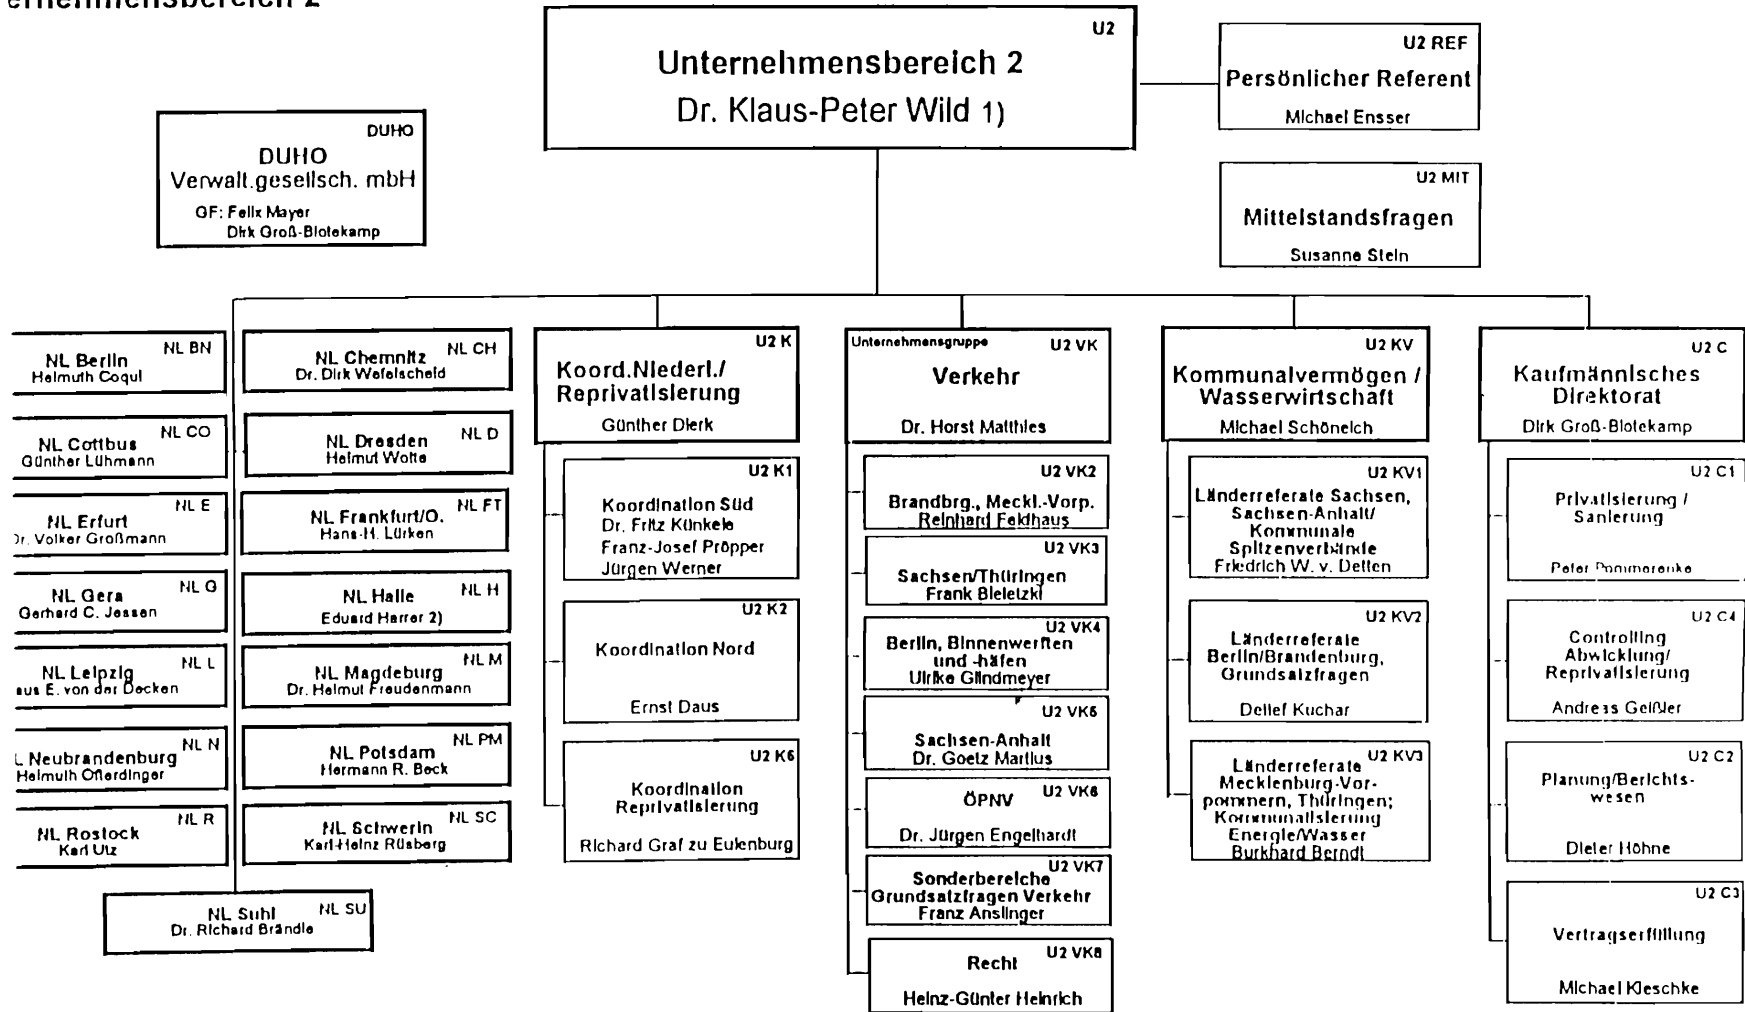 ernehmensbereich 2
U2
Unternehmensbereich 2
Dr. Klaus-Peter Wild 1)
U2 REF
Persönlicher Referent
Michael Ensser
DUHO
DUHO
Verwalt.gesellsch. mbH
GF: Felix Mayer
Dirk Groß-Blotekamp
U2 MIT
Mittelstandsfragen
Susanne Stein
NL BN
NL Berlin
Helmuth Coqui
NL CO
NL Cottbus
Günther Lühmann
NL E
NL Erfurt
Dr. Volker Großmann
NL G
NL Gera
Gerhard C. Jessen
NL L
NL Leipzig
aus E. von der Decken
NL N
L Neubrandenburg
Helmuth Ofterdinger
NL R
NL Rostock
Karl Utz
NL CH
NL Chemnitz
Dr. Dirk Wefelscheid
NL D
NL Dresden
Helmut Wotte
NL FT
NL Frankfurt/O.
Hans-H. Lürken
NL H
NL Halle
Eduard Herrer 2)
NL M
NL Magdeburg
Dr. Helmut Freudenmann
NL PM
NL Potsdam
Hermann R. Beck
NL SC
NL Schwerin
Karl-Heinz Rüsberg
NL SU
NL Suhl
Dr. Richard Brändle
U2 K
Koord.Niederl./
Reprivatisierung
Günther Dierk
U2 K1
Koordination Süd
Dr. Fritz Künkele
Franz-Josef Pröpper
Jürgen Werner
U2 K2
Koordination Nord
Ernst Daus
U2 K6
Koordination
Reprivatisierung
Richard Graf zu Eulenburg
Unternehmensgruppe
U2 VK
Verkehr
Dr. Horst Matthies
U2 VK2
Brandbrg., Meckl.-Vorp.
Reinhard Feldhaus
U2 VK3
Sachsen/Thüringen
Frank Bieletzki
U2 VK4
Berlin, Binnenwerften
und -häfen
Ulrike Glindmeyer
U2 VK5
Sachsen-Anhalt
Dr. Goetz Martius
U2 VK6
ÖPNV
Dr. Jürgen Engelhardt
U2 VK7
Sonderbereiche
Grundsatzfragen Verkehr
Franz Anslinger
U2 VK8
Recht
Heinz-Günter Heinrich
U2 KV
Kommunalvermögen /
Wasserwirtschaft
Michael Schöneich
U2 KV1
Länderreferate Sachsen,
Sachsen-Anhalt/
Kommunale
Spitzenverbände
Friedrich W. v. Detten
U2 KV2
Länderreferate
Berlin/Brandenburg,
Grundsatzfragen
Detlef Kuchar
U2 KV3
Länderreferate
Mecklenburg-Vor-
pommern, Thüringen;
Kommunalisierung
Energie/Wasser
Burkhard Berndt
U2 C
Kaufmännisches
Direktorat
Dirk Groß-Blotekamp
U2 C1
Privatisierung /
Sanierung
Peter Pommerenke
U2 C4
Controlling
Abwicklung/
Reprivatisierung
Andreas Geißler
U2 C2
Planung/Berichts-
wesen
Dieter Höhne
U2 C3
Vertragserfüllung
Michael Kieschke